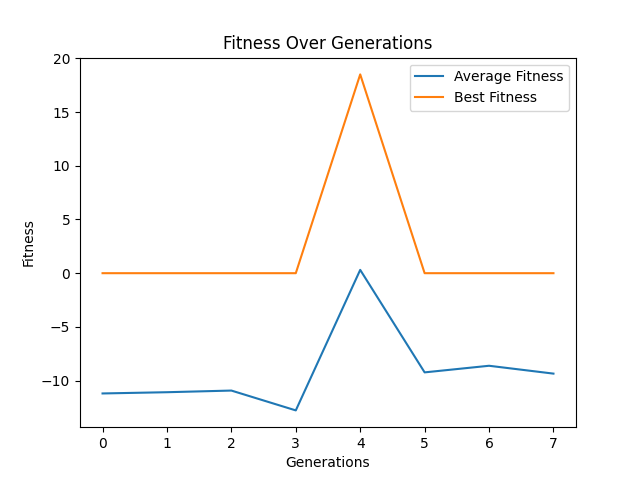 Fitness Over Generations
Average Fitness
Best Fitness
Fitness
20
15
10
5
0
−5
−10
0 1 2 3 4 5 6 7
Generations